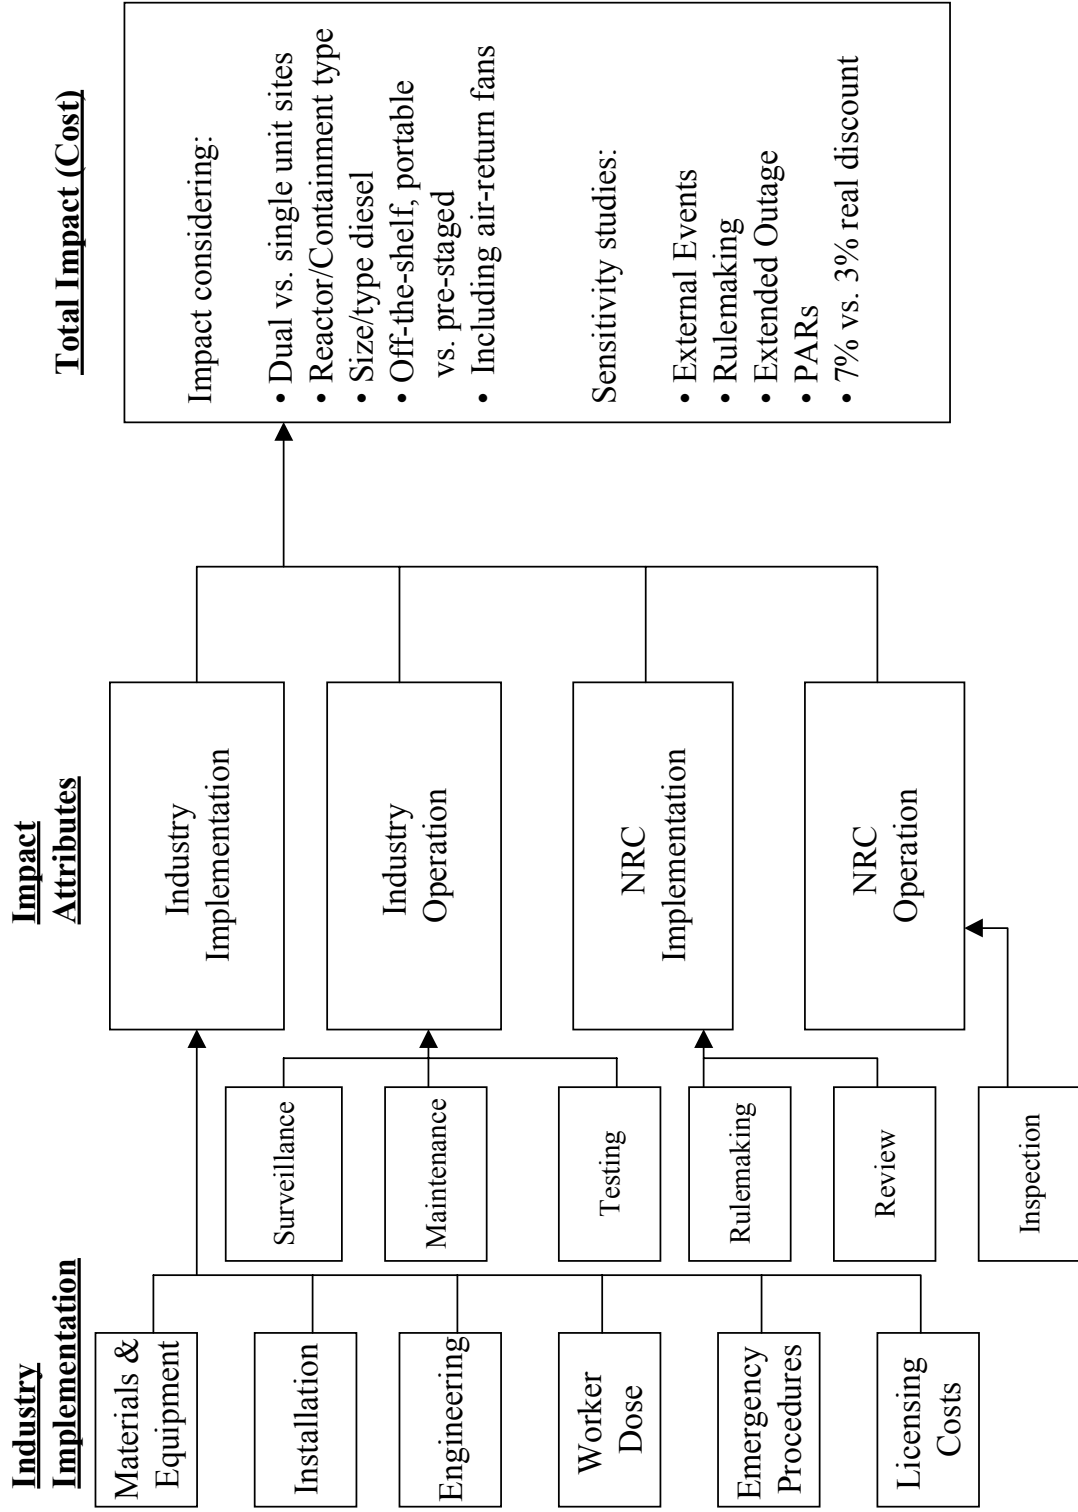 Industry
Implementation
Materials &
Equipment
Installation
Engineering
Worker
Dose
Emergency
Procedures
Licensing
Costs
Surveillance
Maintenance
Testing
Rulemaking
Review
Inspection
Impact
Attributes
Industry
Implementation
Industry
Operation
NRC
Implementation
NRC
Operation
Total Impact (Cost)
Impact considering:
• Dual vs. single unit sites
• Reactor/Containment type
• Size/type diesel
• Off-the-shelf, portable
vs. pre-staged
• Including air-return fans
Sensitivity studies:
• External Events
• Rulemaking
• Extended Outage
• PARs
• 7% vs. 3% real discount